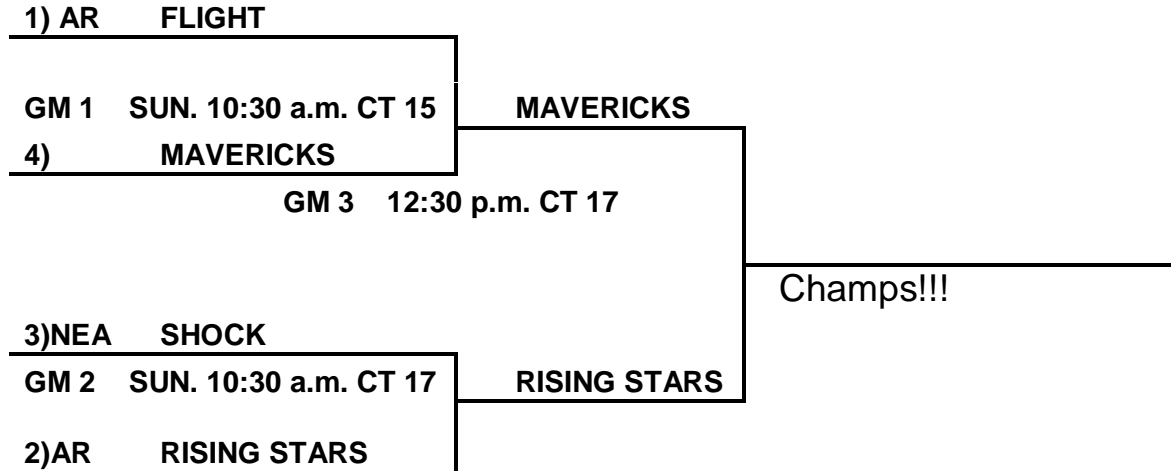 1) AR FLIGHT
GM 1 SUN. 10:30 a.m. CT 15 MAVERICKS
4) MAVERICKS
GM 3 12:30 p.m. CT 17
Champs!!!
3)NEA SHOCK
GM 2 SUN. 10:30 a.m. CT 17 RISING STARS
2)AR RISING STARS